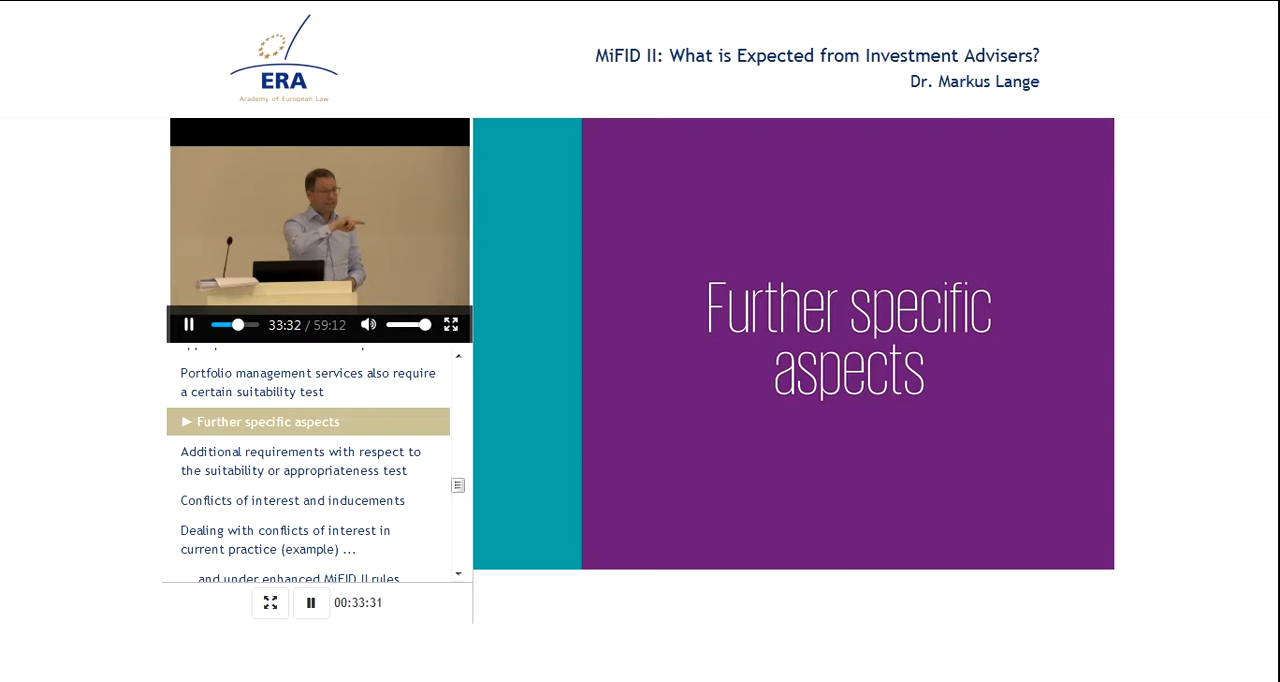 ERA
Academy of European Law
MiFID II: What is Expected from Investment Advisers?
Dr. Markus Lange
33:32 / 59:12
Portfolio management services also require
a certain suitability test
► Further specific aspects
Additional requirements with respect to
the suitability or appropriateness test
Conflicts of interest and inducements
Dealing with conflicts of interest in
current practice (example) ...
and under enhanced MiFID II rules
00:33:31
Further specific
aspects